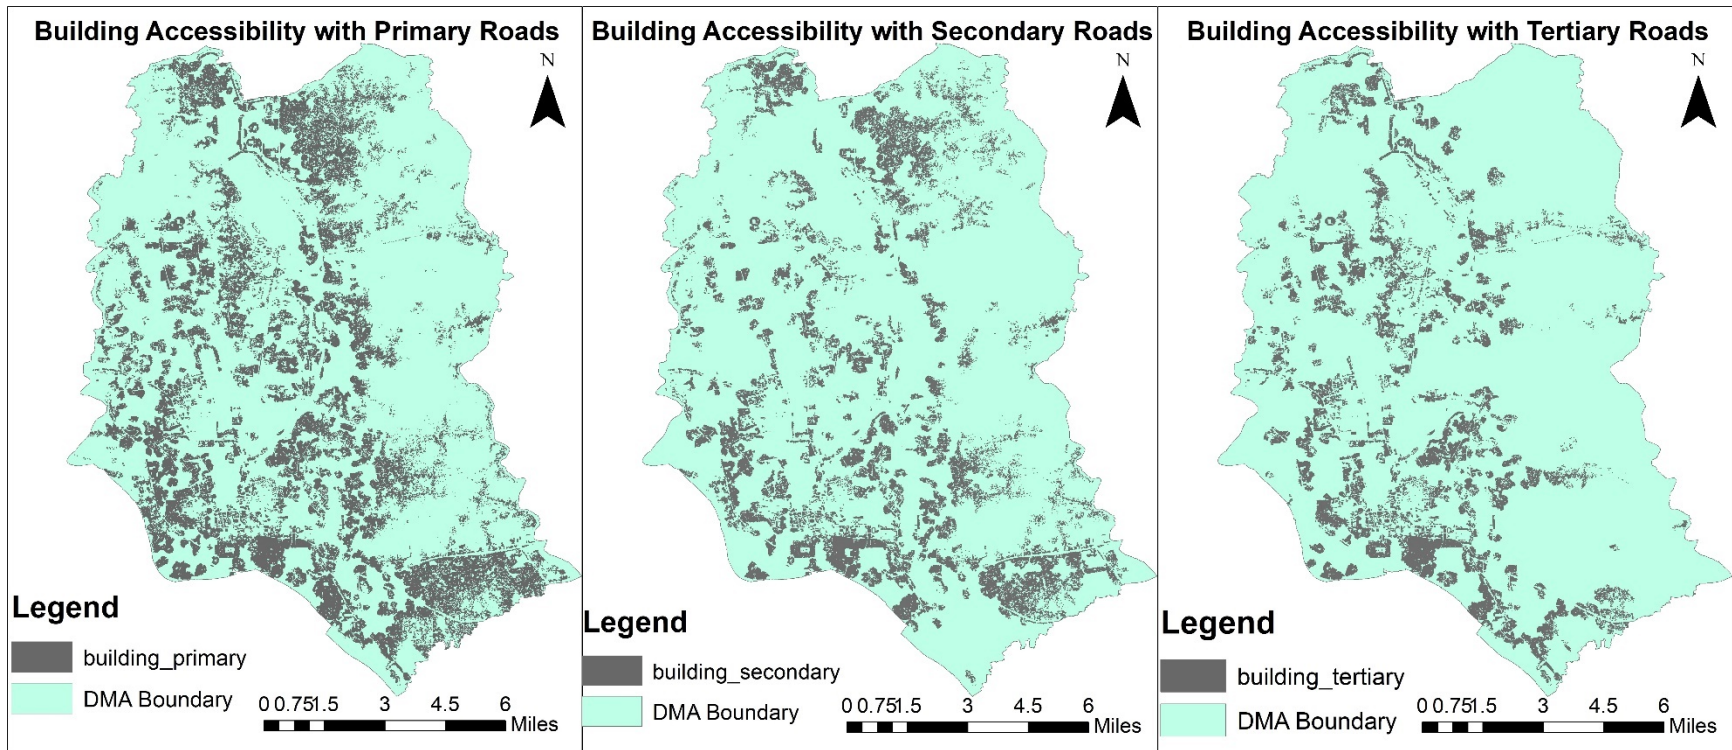 Building Accessibility with Primary Roads
N
Legend
building_primary
DMA Boundary
0 0.751.5 3 4.5 6
Miles
Building Accessibility with Secondary Roads
N
Legend
building_secondary
DMA Boundary
0 0.751.5 3 4.5 6
Miles
Building Accessibility with Tertiary Roads
N
Legend
building_tertiary
DMA Boundary
0 0.751.5 3 4.5 6
Miles